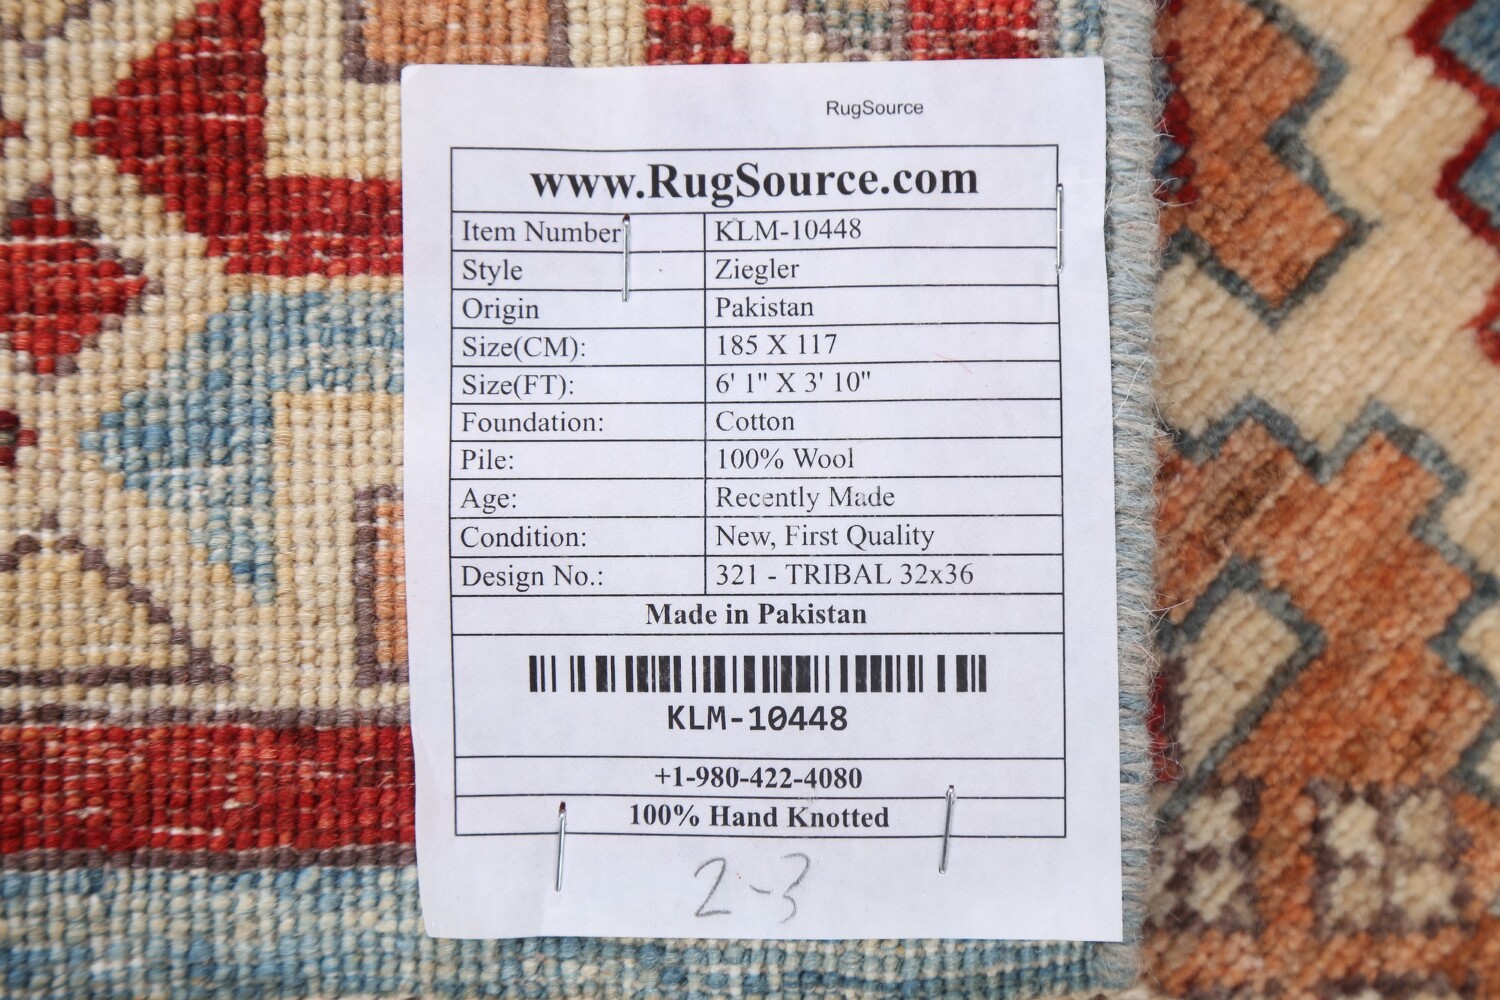 RugSource
www.RugSource.com
Item Number KLM-10448
Style Ziegler
Origin Pakistan
Size(CM): 185 X 117
Size(FT): 6' 1" X 3' 10"
Foundation: Cotton
Pile: 100% Wool
Age: Recently Made
Condition: New, First Quality
Design No.: 321 - TRIBAL 32x36
Made in Pakistan
KLM-10448
+1-980-422-4080
100% Hand Knotted
2-3